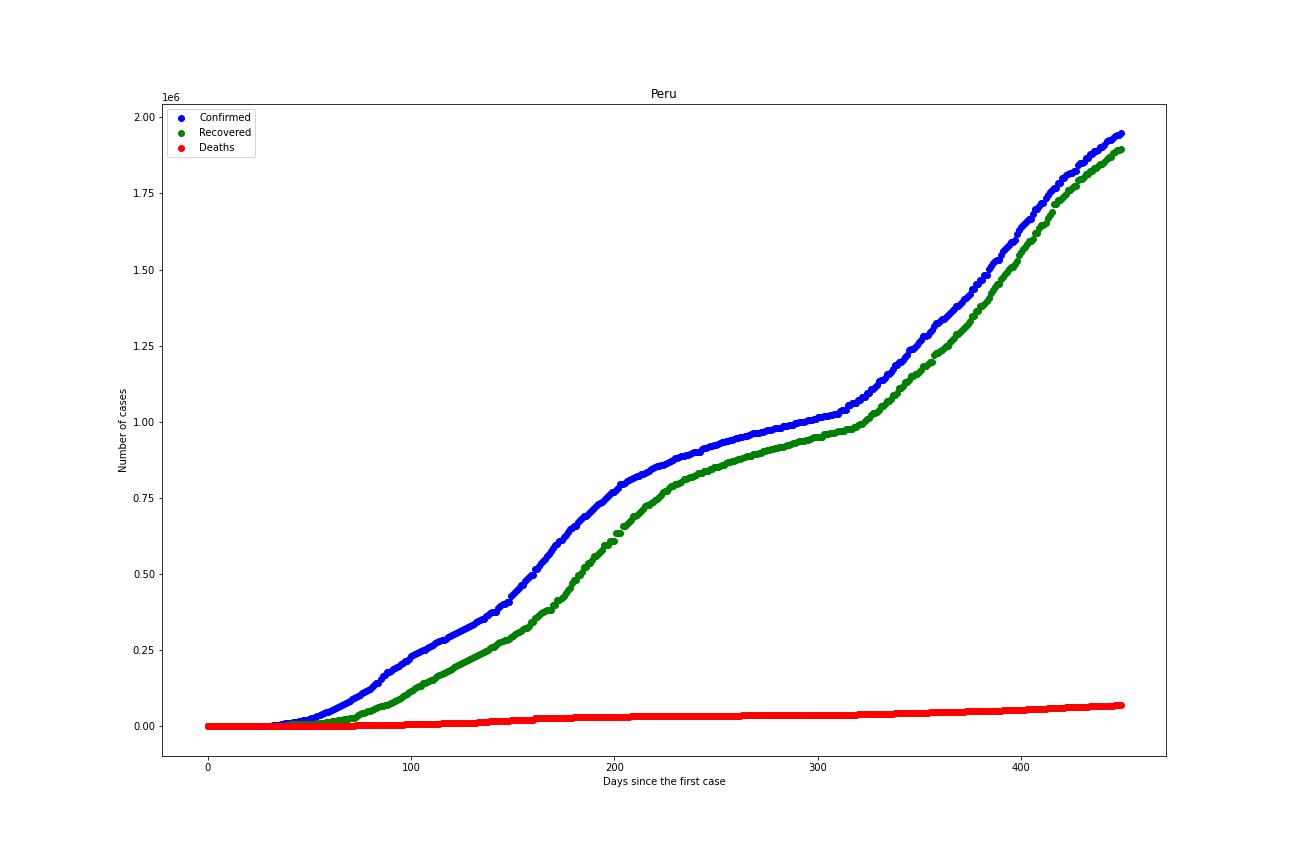 Peru
1e6
Confirmed
Recovered
Deaths
2.00
1.75
1.50
1.25
1.00
0.75
0.50
0.25
0.00
Number of cases
0 100 200 300 400
Days since the first case